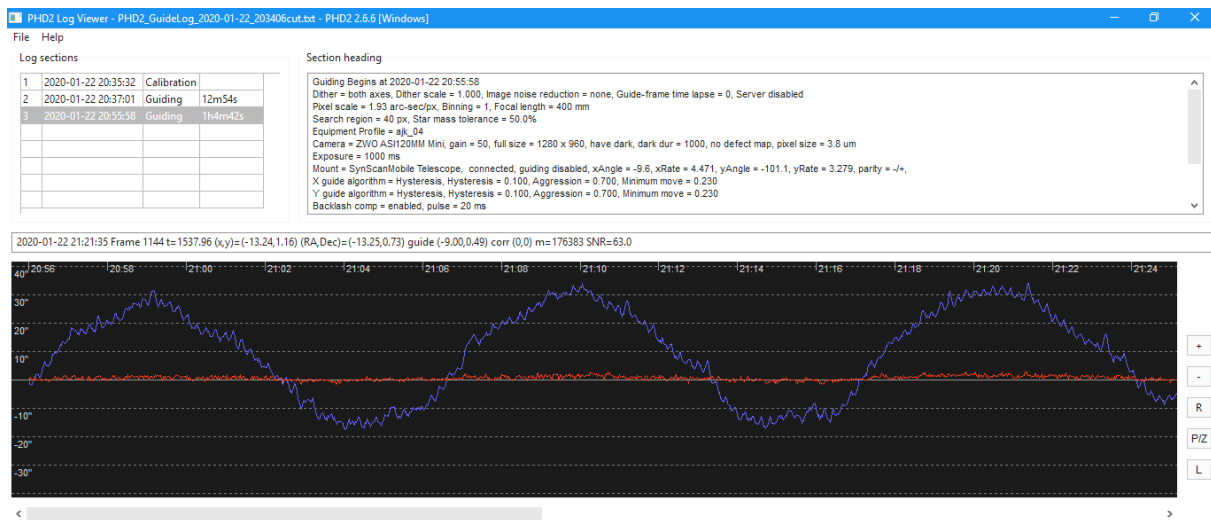 PHD2 Log Viewer - PHD2_GuideLog_2020-01-22_203406cut.txt - PHD2 2.6.6 [Windows]
File Help
Log sections
1 2020-01-22 20:35:32 Calibration
2 2020-01-22 20:37:01 Guiding 12m54s
3 2020-01-22 20:55:58 Guiding 1h4m42s
Section heading
Guiding Begins at 2020-01-22 20:55:58
Dither = both axes, Dither scale = 1.000, Image noise reduction = none, Guide-frame time lapse = 0, Server disabled
Pixel scale = 1.93 arc-sec/px, Binning = 1, Focal length = 400 mm
Search region = 40 px, Star mass tolerance = 50.0%
Equipment Profile = ajk_04
Camera = ZWO ASI120MM Mini, gain = 50, full size = 1280 x 960, have dark, dark dur = 1000, no defect map, pixel size = 3.8 um
Exposure = 1000 ms
Mount = SynScanMobile Telescope, connected, guiding disabled, xAngle = -9.6, xRate = 4.471, yAngle = -101.1, yRate = 3.279, parity = -/+,
X guide algorithm = Hysteresis, Hysteresis = 0.100, Aggression = 0.700, Minimum move = 0.230
Y guide algorithm = Hysteresis, Hysteresis = 0.100, Aggression = 0.700, Minimum move = 0.230
Backlash comp = enabled, pulse = 20 ms
2020-01-22 21:21:35 Frame 1144 t=1537.96 (x,y)=(-13.24,1.16) (RA,Dec)=(-13.25,0.73) guide (-9.00,0.49) corr (0,0) m=176383 SNR=63.0
20:56 20:58 21:00 21:02 21:04 21:06 21:08 21:10 21:12 21:14 21:16 21:18 21:20 21:22 21:24
40"
30"
20"
10"
-10"
-20"
-30"
+
-
R
P/Z
L